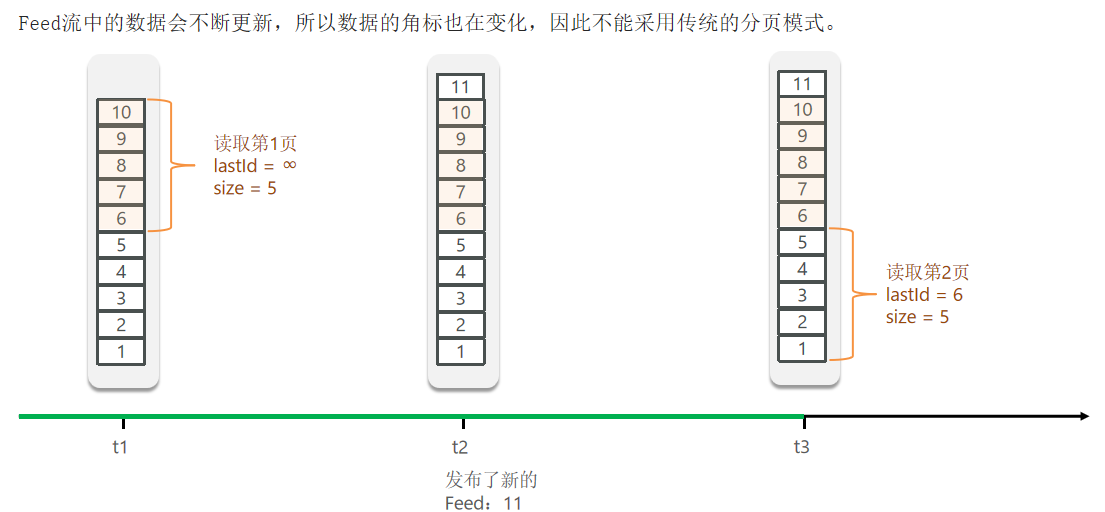 Feed流中的数据会不断更新，所以数据的角标也在变化，因此不能采用传统的分页模式。
10
9
8
7
6
5
4
3
2
1
读取第1页
lastId = ∞
size = 5
11
10
9
8
7
6
5
4
3
2
1
11
10
9
8
7
6
5
4
3
2
1
读取第2页
lastId = 6
size = 5
t1
t2
t3
发布了新的
Feed：11